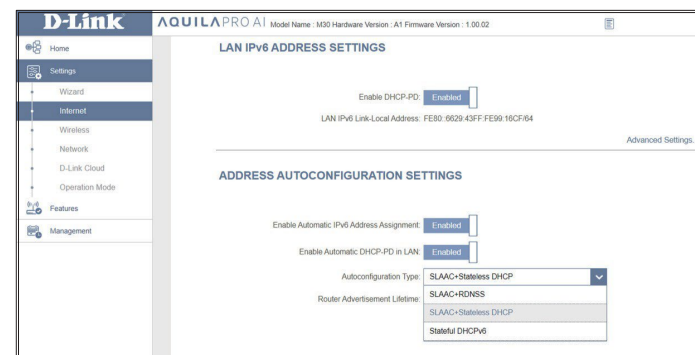 D-Link
AQUILA PRO AI Model Name : M30 Hardware Version : A1 Firmware Version : 1.00.02
Home
Settings
Wizard
Internet
Wireless
Network
D-Link Cloud
Operation Mode
Features
Management
LAN IPv6 ADDRESS SETTINGS
Enable DHCP-PD: Enabled
LAN IPv6 Link-Local Address: FE80::6629:43FF:FE99:16CF/64
Advanced Settings.
ADDRESS AUTOCONFIGURATION SETTINGS
Enable Automatic IPv6 Address Assignment: Enabled
Enable Automatic DHCP-PD in LAN: Enabled
Autoconfiguration Type: SLAAC+Stateless DHCP
Router Advertisement Lifetime: SLAAC+RDNSS
SLAAC+Stateless DHCP
Stateful DHCPv6